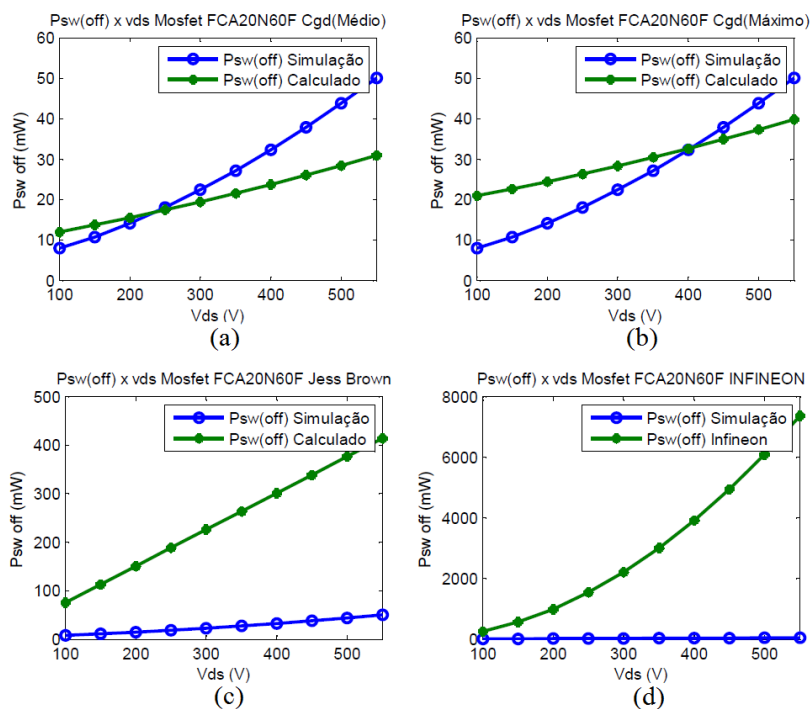 Psw(off) x vds Mosfet FCA20N60F Cgd(Médio)
60
50
40
30
20
10
0
Psw off (mW)
Psw(off) Simulação
Psw(off) Calculado
100 200 300 400 500
Vds (V)
(a)
Psw(off) x vds Mosfet FCA20N60F Cgd(Máximo)
60
50
40
30
20
10
0
Psw off (mW)
Psw(off) Simulação
Psw(off) Calculado
100 200 300 400 500
Vds (V)
(b)
Psw(off) x vds Mosfet FCA20N60F Jess Brown
500
400
300
200
100
0
Psw off (mW)
Psw(off) Simulação
Psw(off) Calculado
100 200 300 400 500
Vds (V)
(c)
Psw(off) x vds Mosfet FCA20N60F INFINEON
8000
6000
4000
2000
0
Psw off (mW)
Psw(off) Simulação
Psw(off) Infineon
100 200 300 400 500
Vds (V)
(d)